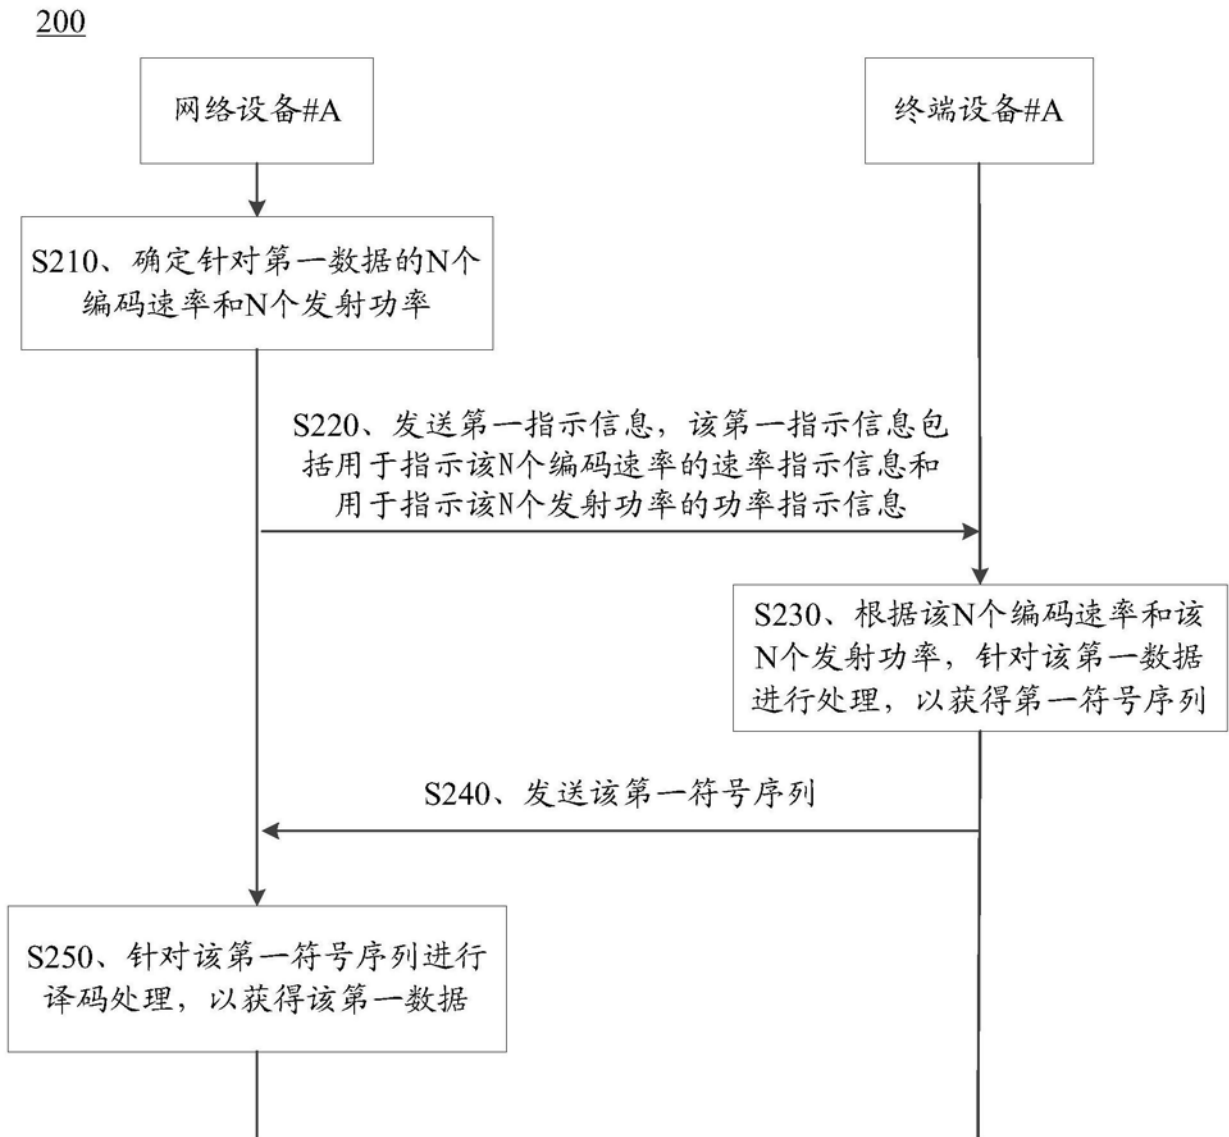 200
网络设备#A
终端设备#A
S210、确定针对第一数据的N个
编码速率和N个发射功率
S220、发送第一指示信息，该第一指示信息包
括用于指示该N个编码速率的速率指示信息和
用于指示该N个发射功率的功率指示信息
S230、根据该N个编码速率和该
N个发射功率，针对该第一数据
进行处理，以获得第一符号序列
S240、发送该第一符号序列
S250、针对该第一符号序列进行
译码处理，以获得该第一数据